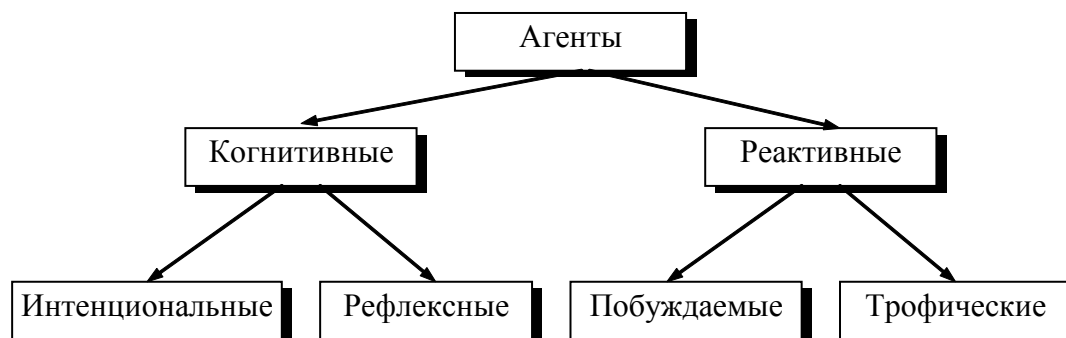 Агенты
Когнитивные
Реактивные
Интенциональные
Рефлексные
Побуждаемые
Трофические